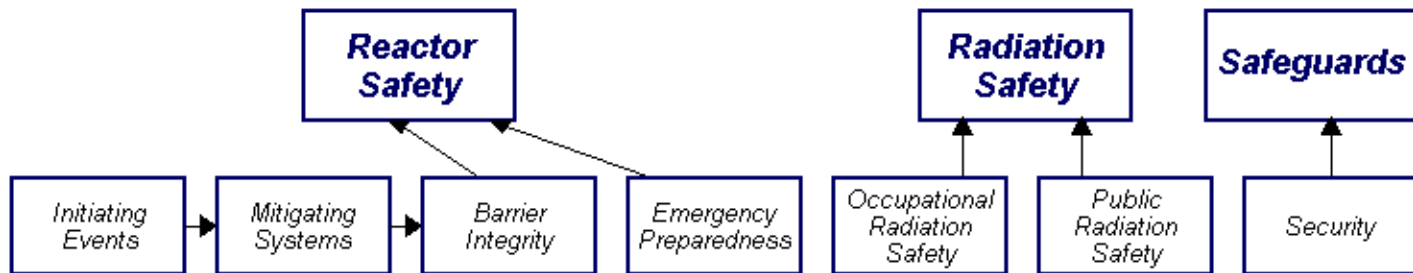 Reactor
Safety
Radiation
Safety
Safeguards
Initiating
Events
Mitigating
Systems
Barrier
Integrity
Emergency
Preparedness
Occupational
Radiation
Safety
Public
Radiation
Safety
Security